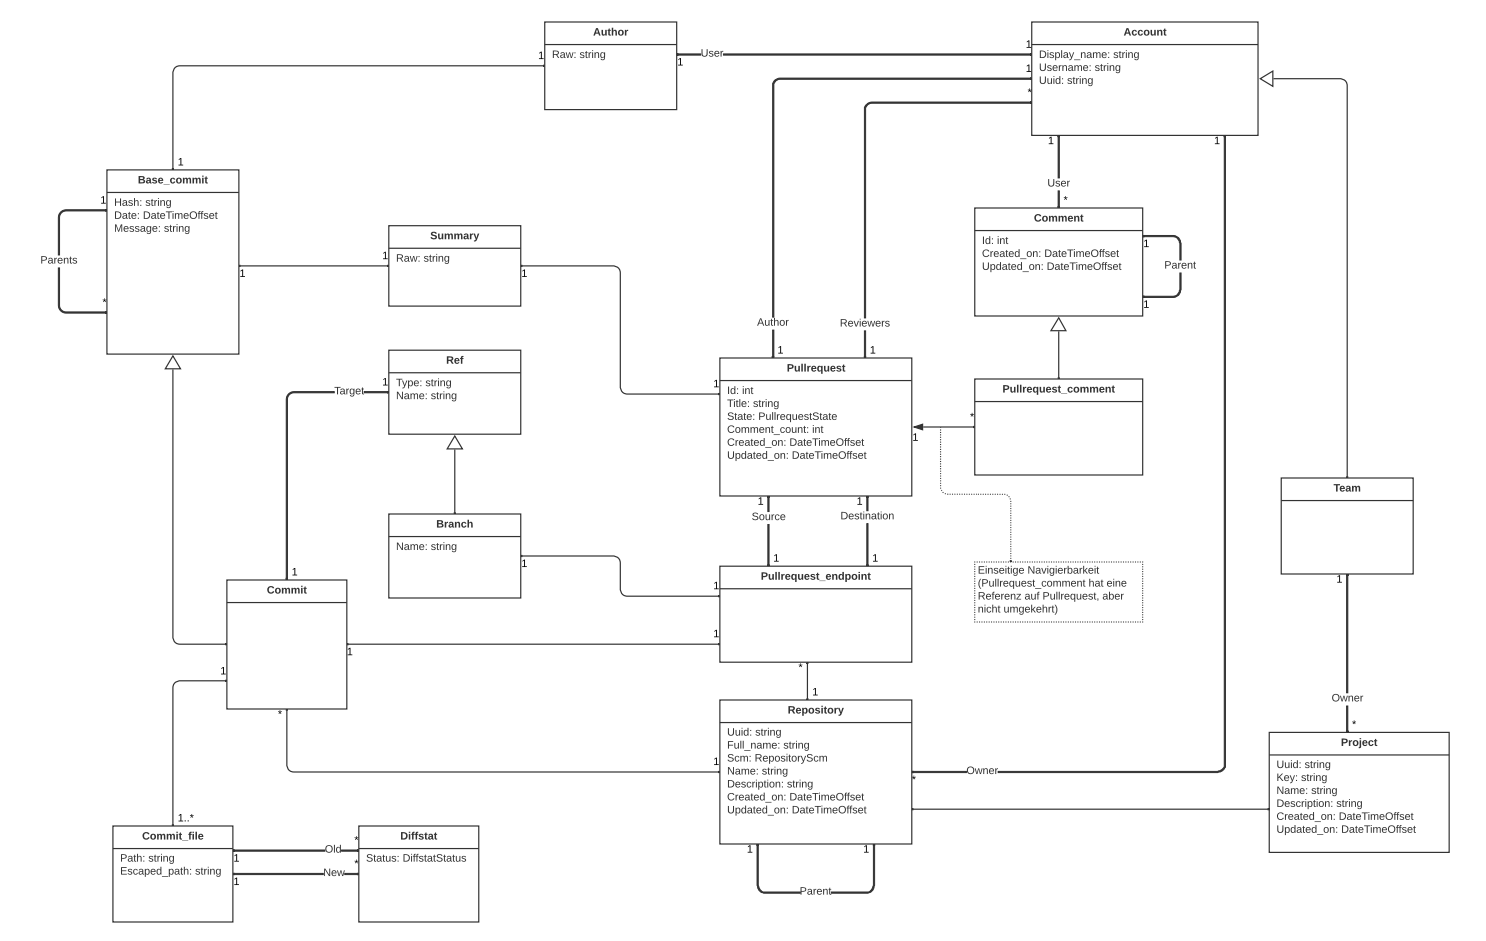 Author
Raw: string
1
1
User
1
Account
Display_name: string
Username: string
Uuid: string
1
*
1
1
1
Base_commit
Hash: string
Date: DateTimeOffset
Message: string
1
Parents
*
1
Summary
Raw: string
1
1
User
*
Comment
Id: int
Created_on: DateTimeOffset
Updated_on: DateTimeOffset
1
Parent
1
Author
1
Reviewers
1
Ref
Type: string
Name: string
Target
1
1
Pullrequest
Id: int
Title: string
State: PullrequestState
Comment_count: int
Created_on: DateTimeOffset
Updated_on: DateTimeOffset
1
1
*
Pullrequest_comment
Team
1
Source
1
1
Destination
1
Branch
Name: string
1
Pullrequest_endpoint
1
1
Einseitige Navigierbarkeit
(Pullrequest_comment hat eine
Referenz auf Pullrequest, aber
nicht umgekehrt)
1
Commit
1
1
*
*
1
Repository
Uuid: string
Full_name: string
Scm: RepositoryScm
Name: string
Description: string
Created_on: DateTimeOffset
Updated_on: DateTimeOffset
1
Owner
*
1
Owner
*
Project
Uuid: string
Key: string
Name: string
Description: string
Created_on: DateTimeOffset
Updated_on: DateTimeOffset
1..*
Commit_file
Path: string
Escaped_path: string
1
Old
*
1
New
*
Diffstat
Status: DiffstatStatus
1
1
Parent